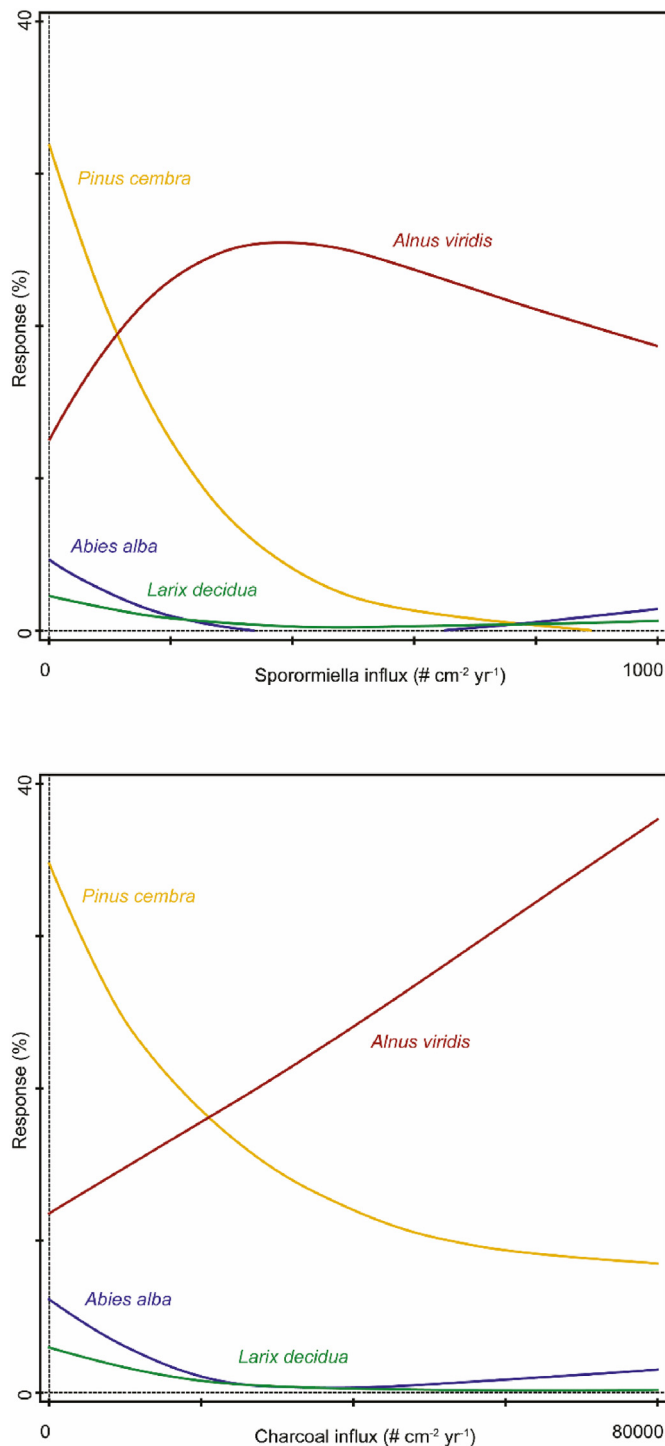 40
Pinus cembra
Alnus viridis
Response (%)
Abies alba
Larix decidua
0
0
1000
Sporormiella influx (# cm⁻² yr⁻¹)
40
Pinus cembra
Alnus viridis
Response (%)
Abies alba
Larix decidua
0
0
80000
Charcoal influx (# cm⁻² yr⁻¹)